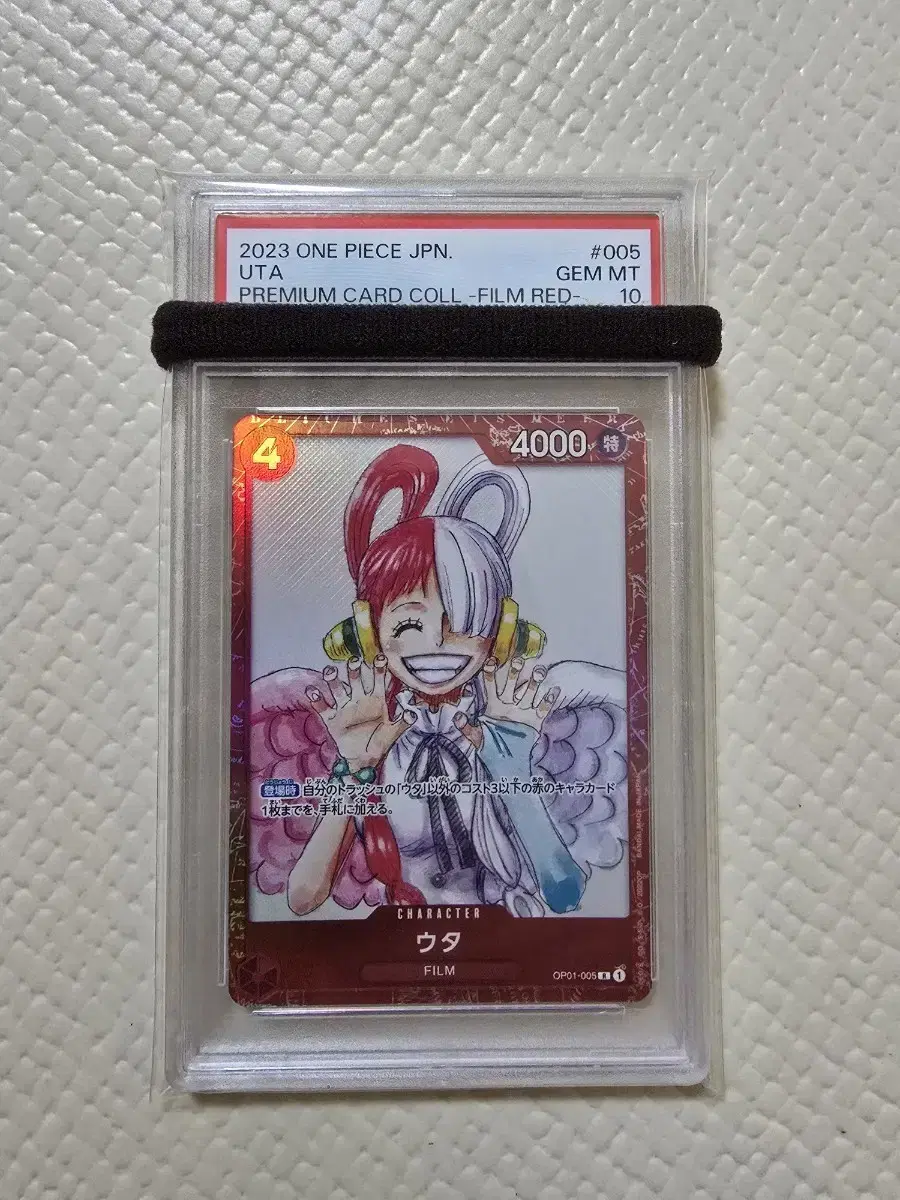 2023 ONE PIECE JPN. #005
UTA GEM MT
PREMIUM CARD COLL -FILM RED- 10
4
4000 特
登場時 自分のトラッシュの「ウタ」以外のコスト3以下の赤のキャラカード
1枚までを、手札に加える。
CHARACTER
ウタ
FILM
OP01-005 R 1